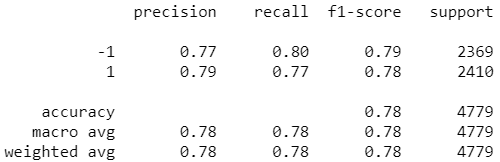 precision recall f1-score support
-1 0.77 0.80 0.79 2369
1 0.79 0.77 0.78 2410
accuracy 0.78 4779
macro avg 0.78 0.78 0.78 4779
weighted avg 0.78 0.78 0.78 4779